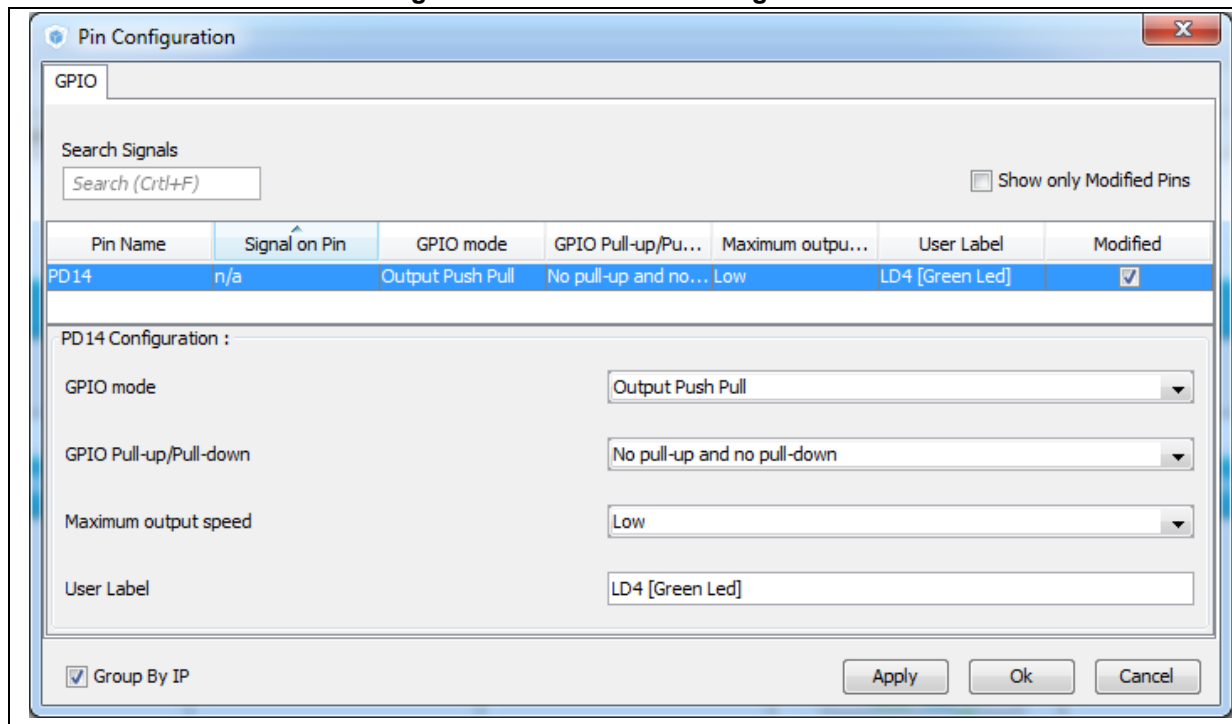 Pin Configuration
GPIO
Search Signals
Search (Crtl+F)
Show only Modified Pins
Pin Name Signal on Pin GPIO mode GPIO Pull-up/Pu... Maximum outpu... User Label Modified
PD14 n/a Output Push Pull No pull-up and no... Low LD4 [Green Led]
PD14 Configuration :
GPIO mode Output Push Pull
GPIO Pull-up/Pull-down No pull-up and no pull-down
Maximum output speed Low
User Label LD4 [Green Led]
Group By IP Apply Ok Cancel